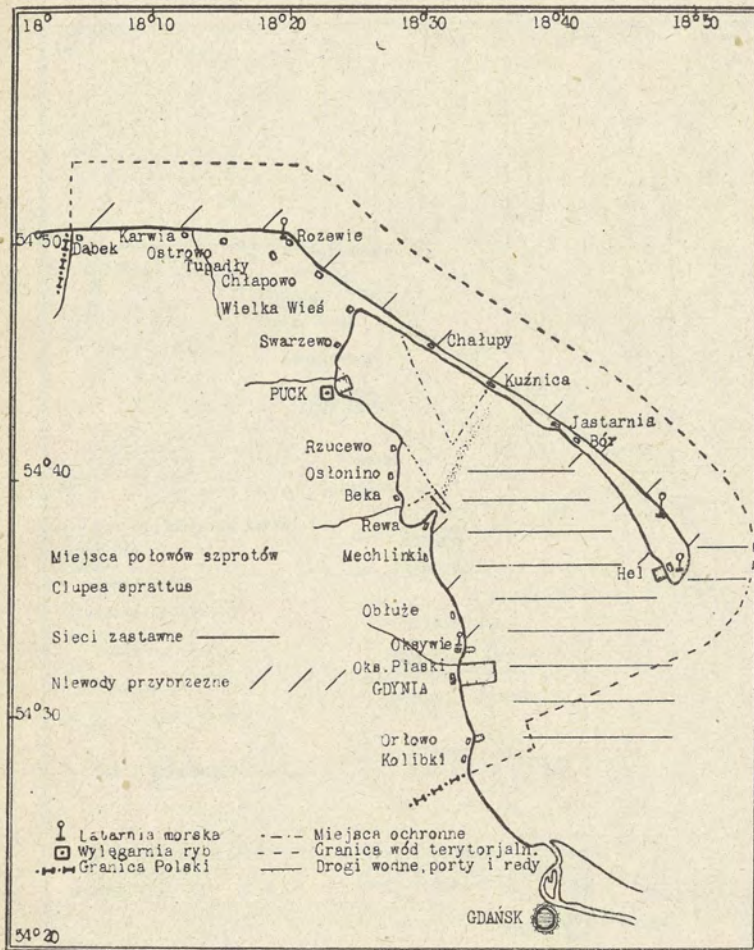 18° 18°10 18°20 18°30 18°40 18°50
54°50
Dąbek
Karwia
Ostrowo
Tupadły
Rozewie
Chłapowo
Wielka Wieś
Swarzewo
Chałupy
PUCK
Kuźnica
Jastarnia
Bór
Rzucewo
54°40
Osłonino
Beka
Rewa
Miejsca połowów szprotów
Mechlinki
Clupea sprattus
Hel
Obłuże
Sieci zastawne
Oksywie
Oks.Piaski
Niewody przybrzezne
GDYNIA
54°30
Orłowo
Kolibki
Latarnia morska
Wylęgarnia ryb
Granica Polski
Miejsca ochronne
Granica wód terytorjaln.
Drogi wodne, porty i redy
GDAŃSK
54°20